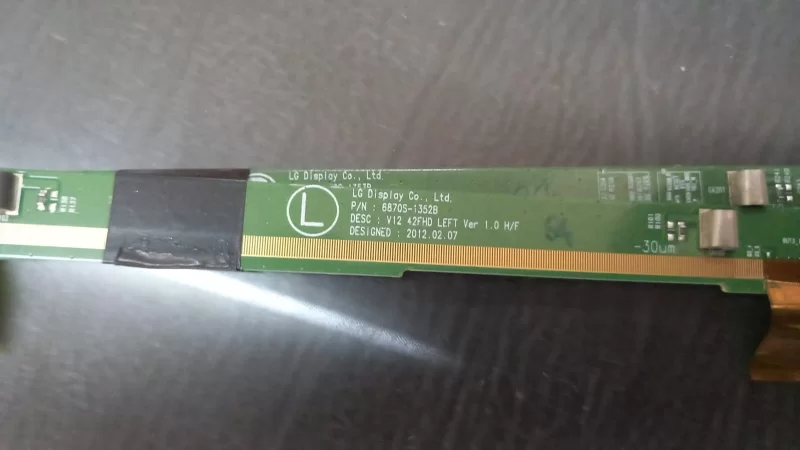 LG Display Co., Ltd.
L
LG Display Co., Ltd.
P/N : 6870S-1352B
DESC : V12 42FHD LEFT Ver 1.0 H/F
DESIGNED : 2012.02.07
-30um